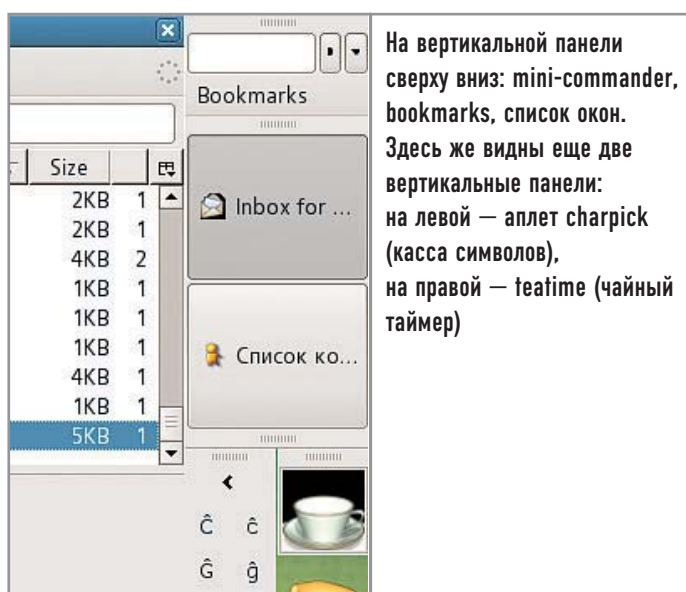 Bookmarks
Size
2KB 1
2KB 1
4KB 2
1KB 1
1KB 1
1KB 1
4KB 1
1KB 1
5KB 1
Inbox for ...
Список ко...
Ĉ ĉ
Ĝ ĝ
На вертикальной панели
сверху вниз: mini-commander,
bookmarks, список окон.
Здесь же видны еще две
вертикальные панели:
на левой — аплет charpick
(касса символов),
на правой — teatime (чайный
таймер)